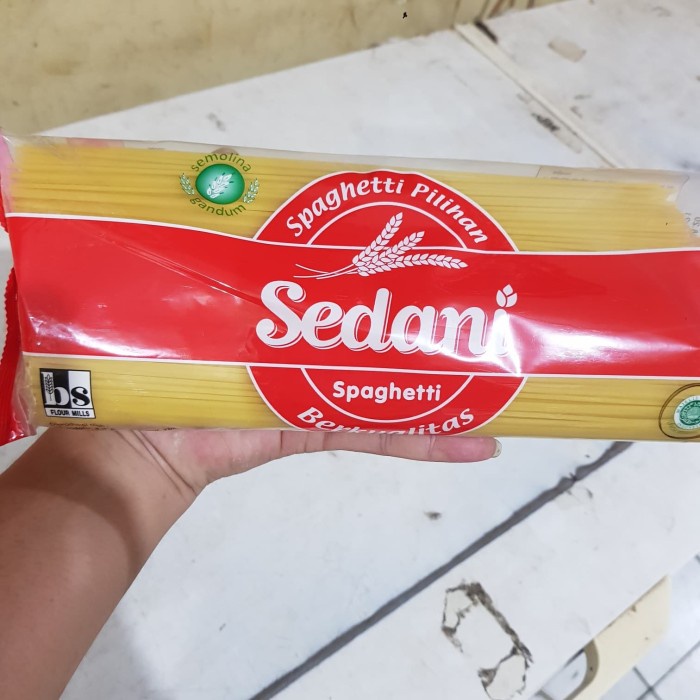 semolina
gandum
Spaghetti Pilihan
Sedani
Spaghetti
Berkualitas
bs
FLOUR MILLS